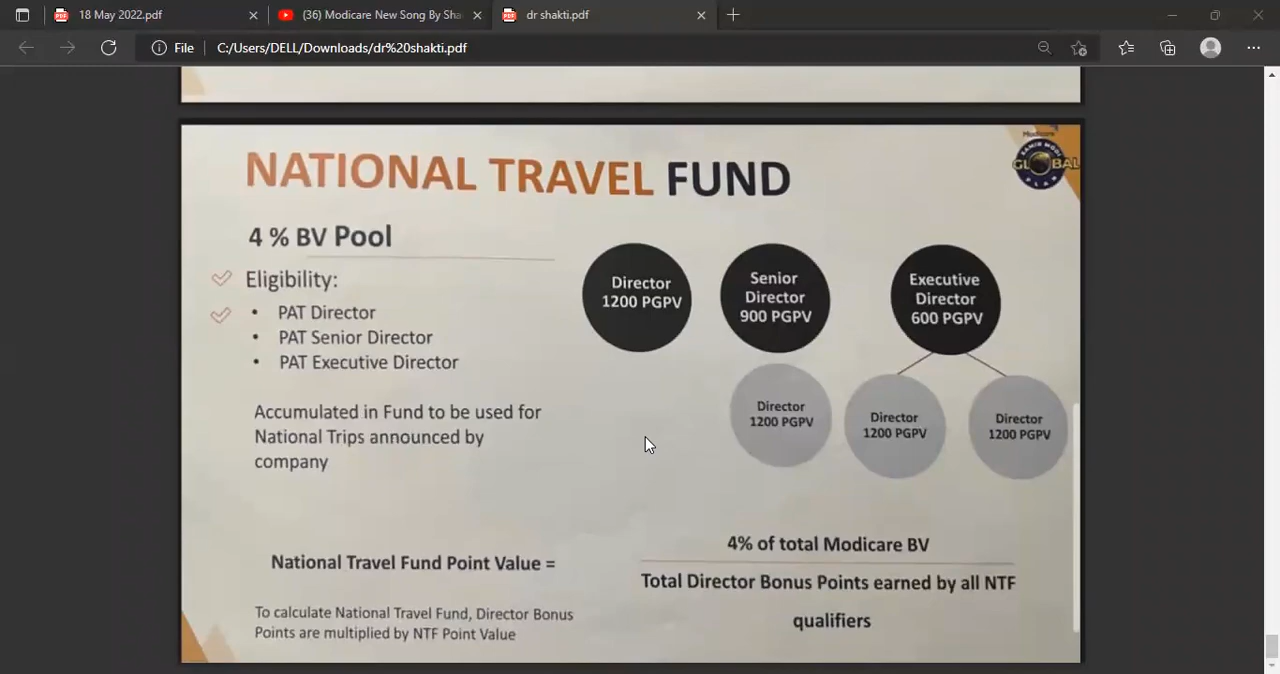 18 May 2022.pdf
(36) Modicare New Song By Sha
dr shakti.pdf
File
C:/Users/DELL/Downloads/dr%20shakti.pdf
NATIONAL TRAVEL FUND
Modicare
SAMIR MODI
GLOBAL
PLAN
4 % BV Pool
Eligibility:
• PAT Director
• PAT Senior Director
• PAT Executive Director
Accumulated in Fund to be used for
National Trips announced by
company
Director
1200 PGPV
Senior
Director
900 PGPV
Executive
Director
600 PGPV
Director
1200 PGPV
Director
1200 PGPV
Director
1200 PGPV
National Travel Fund Point Value =
4% of total Modicare BV
Total Director Bonus Points earned by all NTF
qualifiers
To calculate National Travel Fund, Director Bonus
Points are multiplied by NTF Point Value